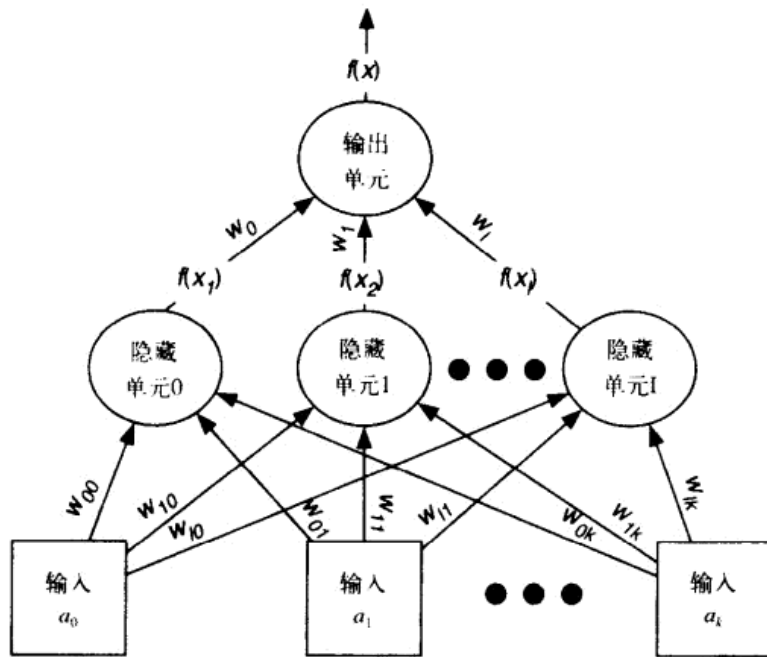 f(x)
输出
单元
w0
w1
wl
f(x1)
f(x2)
f(xl)
隐藏
单元0
隐藏
单元1
隐藏
单元I
w00
w10
wl0
w01
w11
wl1
w0k
w1k
wlk
输入
a0
输入
a1
输入
ak